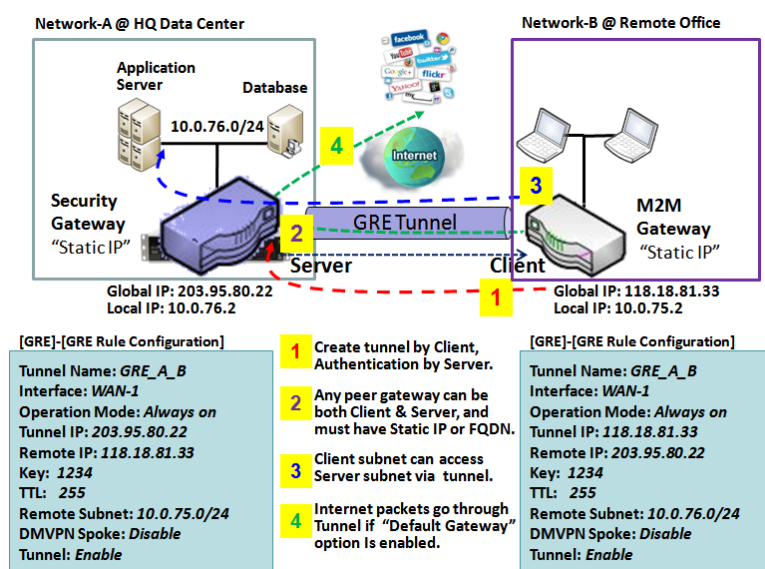 Network-A @ HQ Data Center
Network-B @ Remote Office
Application
Server
Database
10.0.76.0/24
facebook
YouTube
twitter
Google+
flickr
YAHOO!
my
4
Internet
3
Security
Gateway
"Static IP"
2
GRE Tunnel
M2M
Gateway
"Static IP"
Server
Client
1
Global IP: 203.95.80.22
Local IP: 10.0.76.2
Global IP: 118.18.81.33
Local IP: 10.0.75.2
[GRE]-[GRE Rule Configuration]
Tunnel Name: GRE_A_B
Interface: WAN-1
Operation Mode: Always on
Tunnel IP: 203.95.80.22
Remote IP: 118.18.81.33
Key: 1234
TTL: 255
Remote Subnet: 10.0.75.0/24
DMVPN Spoke: Disable
Tunnel: Enable
1 Create tunnel by Client,
Authentication by Server.
2 Any peer gateway can be
both Client & Server, and
must have Static IP or FQDN.
3 Client subnet can access
Server subnet via tunnel.
4 Internet packets go through
Tunnel if "Default Gateway"
option Is enabled.
[GRE]-[GRE Rule Configuration]
Tunnel Name: GRE_A_B
Interface: WAN-1
Operation Mode: Always on
Tunnel IP: 118.18.81.33
Remote IP: 203.95.80.22
Key: 1234
TTL: 255
Remote Subnet: 10.0.76.0/24
DMVPN Spoke: Disable
Tunnel: Enable